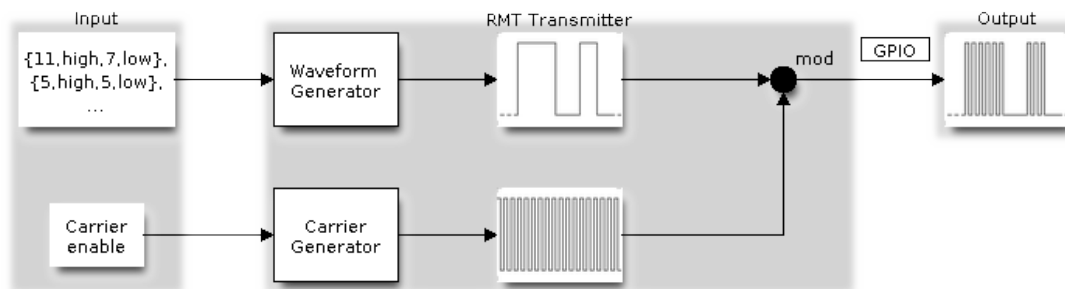 Input
RMT Transmitter
Output
{11,high,7,low},
{5,high,5,low},
...
Waveform
Generator
mod
GPIO
Carrier
enable
Carrier
Generator